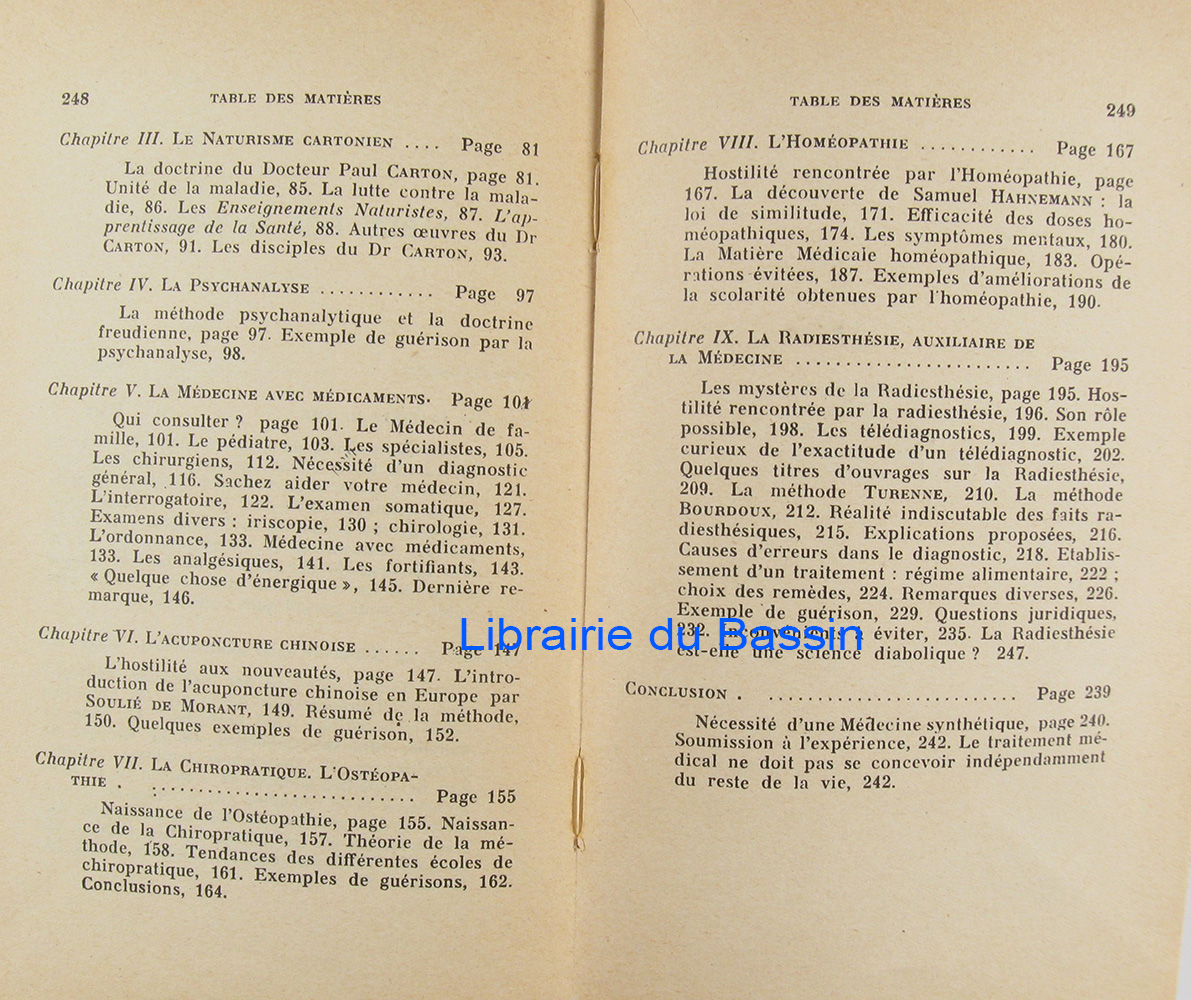 248
TABLE DES MATIÈRES
Chapitre III. LE NATURISME CARTONIEN .... Page 81
La doctrine du Docteur Paul CARTON, page 81.
Unité de la maladie, 85. La lutte contre la mala-
die, 86. Les Enseignements Naturistes, 87. L'ap-
prentissage de la Santé, 88. Autres œuvres du Dr
CARTON, 91. Les disciples du Dr CARTON, 93.
Chapitre IV. LA PSYCHANALYSE ............ Page 97
La méthode psychanalytique et la doctrine
freudienne, page 97. Exemple de guérison par la
psychanalyse, 98.
Chapitre V. LA MÉDECINE AVEC MÉDICAMENTS. Page 101
Qui consulter ? page 101. Le Médecin de fa-
mille, 101. Le pédiatre, 103. Les spécialistes, 105.
Les chirurgiens, 112. Nécessité d'un diagnostic
général, 116. Sachez aider votre médecin, 121.
L'interrogatoire, 122. L'examen somatique, 127.
Examens divers : iriscopie, 130 ; chirologie, 131.
L'ordonnance, 133. Médecine avec médicaments,
133. Les analgésiques, 141. Les fortifiants, 143.
« Quelque chose d'énergique », 145. Dernière re-
marque, 146.
Chapitre VI. L'ACUPONCTURE CHINOISE ...... Page 147
L'hostilité aux nouveautés, page 147. L'intro-
duction de l'acuponcture chinoise en Europe par
SOULIÉ DE MORANT, 149. Résumé de la méthode,
150. Quelques exemples de guérison, 152.
Chapitre VII. LA CHIROPRATIQUE. L'OSTÉOPA-
THIE . ........................... Page 155
Naissance de l'Ostéopathie, page 155. Naissan-
ce de la Chiropratique, 157. Théorie de la mé-
thode, 158. Tendances des différentes écoles de
chiropratique, 161. Exemples de guérisons, 162.
Conclusions, 164.
TABLE DES MATIÈRES
249
Chapitre VIII. L'HOMÉOPATHIE ............ Page 167
Hostilité rencontrée par l'Homéopathie, page
167. La découverte de Samuel HAHNEMANN : la
loi de similitude, 171. Efficacité des doses ho-
méopathiques, 174. Les symptômes mentaux, 180.
La Matière Médicale homéopathique, 183. Opé-
rations évitées, 187. Exemples d'améliorations de
la scolarité obtenues par l'homéopathie, 190.
Chapitre IX. LA RADIESTHÉSIE, AUXILIAIRE DE
LA MÉDECINE ........................ Page 195
Les mystères de la Radiesthésie, page 195. Hos-
tilité rencontrée par la radiesthésie, 196. Son rôle
possible, 198. Les télédiagnostics, 199. Exemple
curieux de l'exactitude d'un télédiagnostic, 202.
Quelques titres d'ouvrages sur la Radiesthésie,
209. La méthode TURENNE, 210. La méthode
BOURDOUX, 212. Réalité indiscutable des faits ra-
diesthésiques, 215. Explications proposées, 216.
Causes d'erreurs dans le diagnostic, 218. Etablis-
sement d'un traitement : régime alimentaire, 222 ;
choix des remèdes, 224. Remarques diverses, 226.
Exemple de guérison, 229. Questions juridiques,
232. Inconvénients à éviter, 235. La Radiesthésie
est-elle une science diabolique ? 247.
CONCLUSION . ......................... Page 239
Nécessité d'une Médecine synthétique, page 240.
Soumission à l'expérience, 242. Le traitement mé-
dical ne doit pas se concevoir indépendamment
du reste de la vie, 242.
Librairie du Bassin